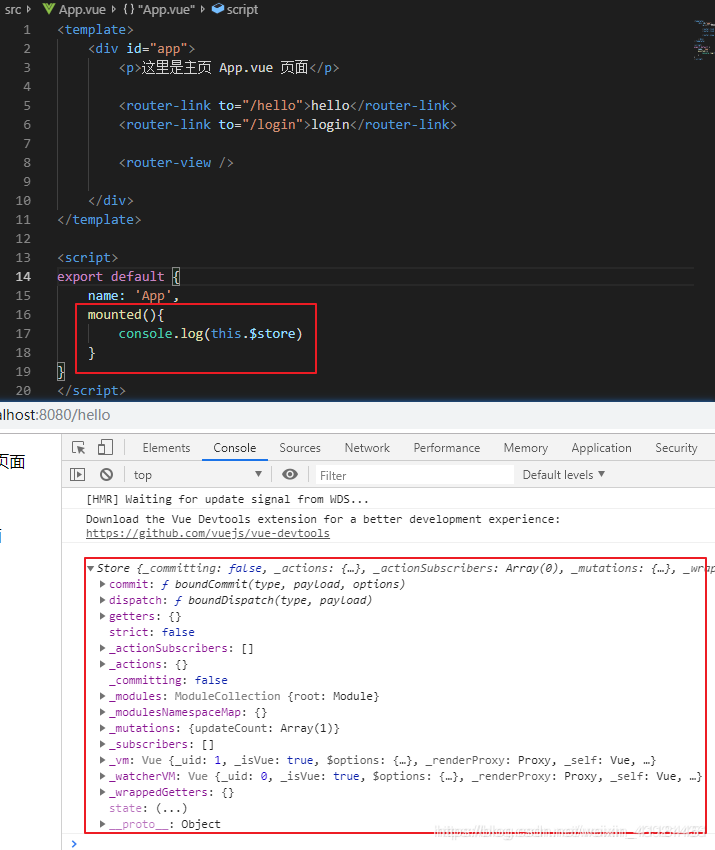 src App.vue {} "App.vue" script
1 <template>
2 <div id="app">
3 <p>这里是主页 App.vue 页面</p>
4
5 <router-link to="/hello">hello</router-link>
6 <router-link to="/login">login</router-link>
7
8 <router-view />
9
10 </div>
11 </template>
12
13 <script>
14 export default {
15 name: 'App',
16 mounted(){
17 console.log(this.$store)
18 }
19 }
20 </script>
alhost:8080/hello
页面
Elements Console Sources Network Performance Memory Application Security
top Filter Default levels
[HMR] Waiting for update signal from WDS...
Download the Vue Devtools extension for a better development experience:
https://github.com/vuejs/vue-devtools
Store {_committing: false, _actions: {…}, _actionSubscribers: Array(0), _mutations: {…}, _wrap
commit: ƒ boundCommit(type, payload, options)
dispatch: ƒ boundDispatch(type, payload)
getters: {}
strict: false
_actionSubscribers: []
_actions: {}
_committing: false
_modules: ModuleCollection {root: Module}
_modulesNamespaceMap: {}
_mutations: {updateCount: Array(1)}
_subscribers: []
_vm: Vue {_uid: 1, _isVue: true, $options: {…}, _renderProxy: Proxy, _self: Vue, …}
_watcherVM: Vue {_uid: 0, _isVue: true, $options: {…}, _renderProxy: Proxy, _self: Vue, …}
_wrappedGetters: {}
state: (...)
__proto__: Object